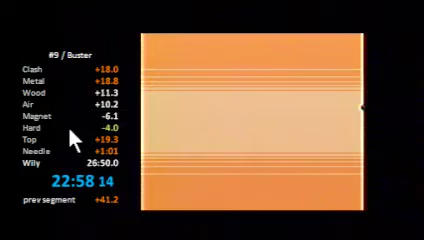 #9 / Buster
Clash +18.0
Metal +18.8
Wood +11.3
Air +10.2
Magnet -6.1
Hard -4.0
Top +19.3
Needle +1:01
Wily 26:50.0
22:58 14
prev segment +41.2